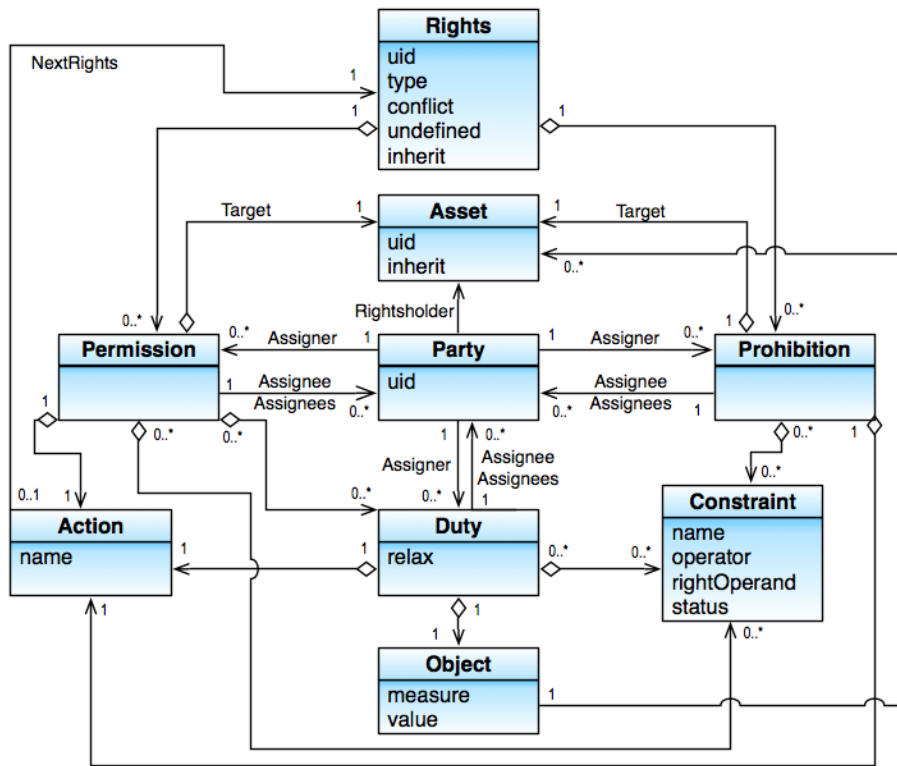 Rights
uid
type
conflict
undefined
inherit
NextRights
1
1
1
Asset
uid
inherit
Target
1
1
Target
0..*
Rightsholder
0..*
1
0..*
Permission
0..*
Assigner
1
Party
uid
1
Assigner
0..*
Prohibition
1
Assignee
Assignees
0..*
Assignee
Assignees
0..*
1
1
0..*
0..*
1
0..*
0..*
1
Assigner
0..*
Assignee
Assignees
1
0..*
0..*
0..1
1
Action
name
Duty
relax
Constraint
name
operator
rightOperand
status
1
1
0..*
0..*
1
1
1
0..*
Object
measure
value
1